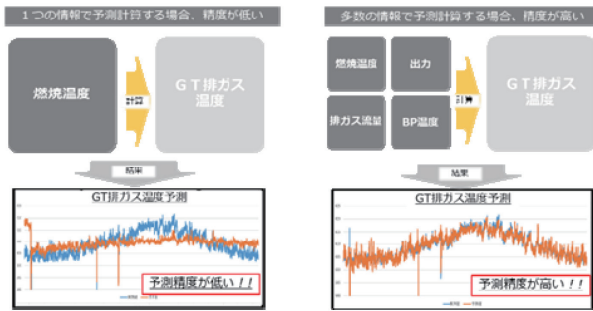 １つの情報で予測計算する場合、精度が低い
燃焼温度
計算
ＧＴ排ガス
温度
結果
GT排ガス温度予測
予測精度が低い！！
多数の情報で予測計算する場合、精度が高い
燃焼温度
出力
排ガス流量
BP温度
計算
ＧＴ排ガス
温度
結果
GT排ガス温度予測
予測精度が高い！！